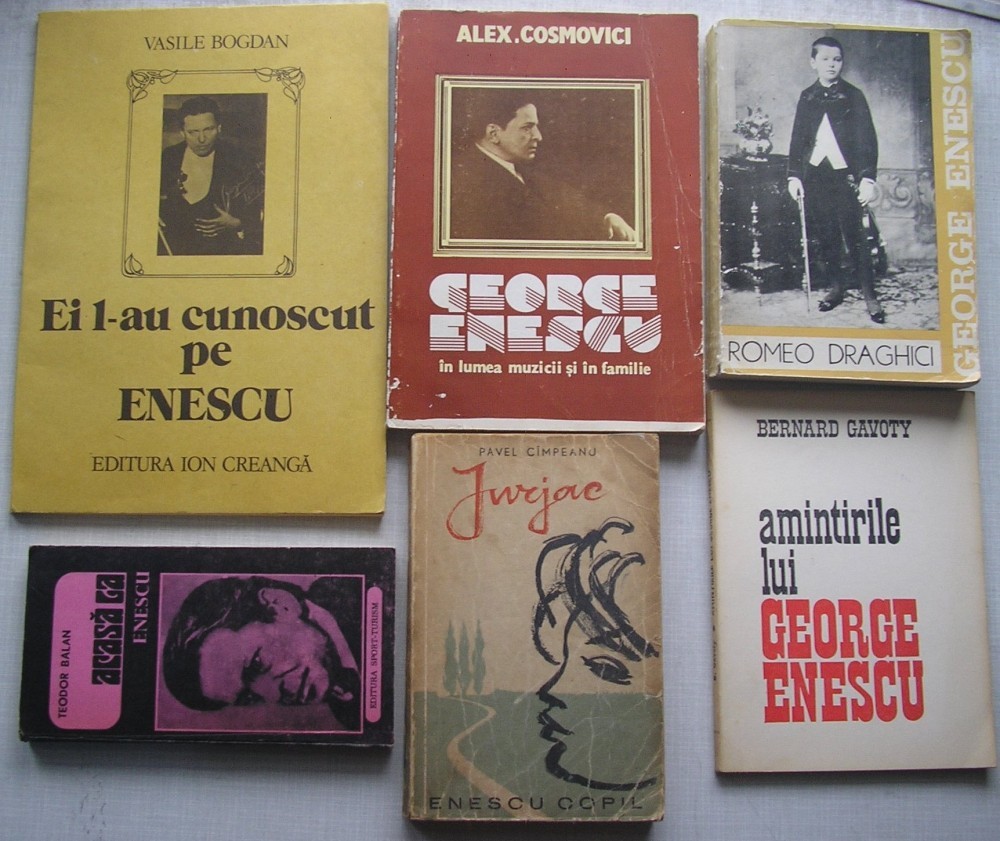 VASILE BOGDAN
Ei l-au cunoscut
pe
ENESCU
EDITURA ION CREANGĂ
ALEX.COSMOVICI
GEORGE
ENESCU
în lumea muzicii și în familie
GEORGE ENESCU
ROMEO DRAGHICI
TEODOR BALAN
acasă la
ENESCU
EDITURA SPORT-TURISM
PAVEL CÎMPEANU
Jurjac
ENESCU COPIL
BERNARD GAVOTY
amintirile
lui
GEORGE
ENESCU